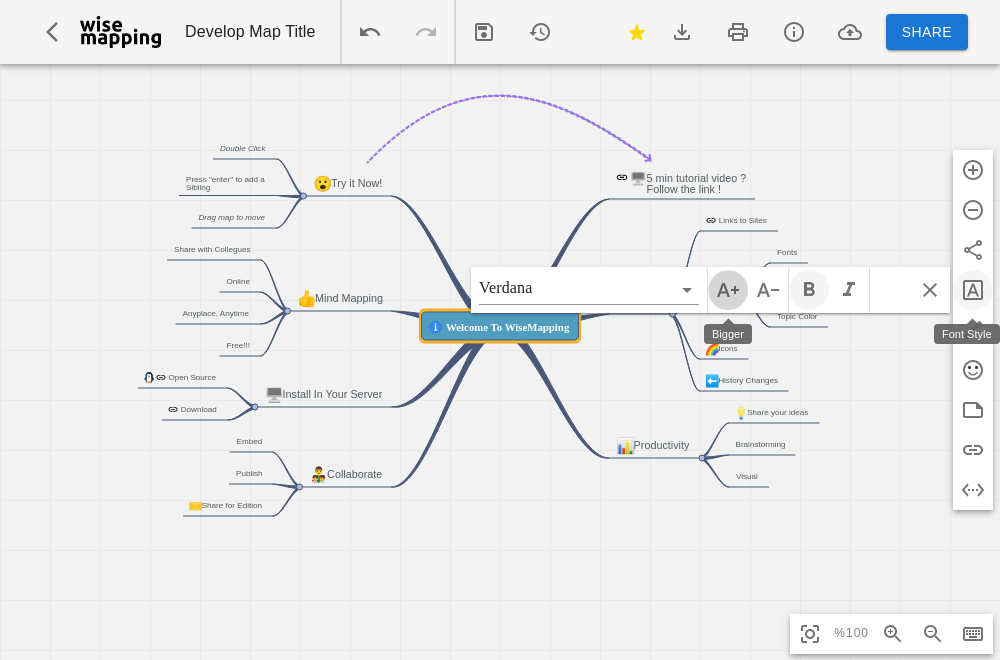 wise
mapping
Develop Map Title
SHARE
Double Click
Press "enter" to add a
Sibling
Drag map to move
Try it Now!
5 min tutorial video ?
Follow the link !
Links to Sites
Share with Collegues
Online
Anyplace, Anytime
Free!!!
Mind Mapping
Fonts
Verdana
A+
A-
B
I
A
Topic Color
Bigger
Font Style
Welcome To WiseMapping
Icons
History Changes
Open Source
Download
Install In Your Server
Share your ideas
Brainstorming
Visual
Productivity
Embed
Publish
Share for Edition
Collaborate
%100